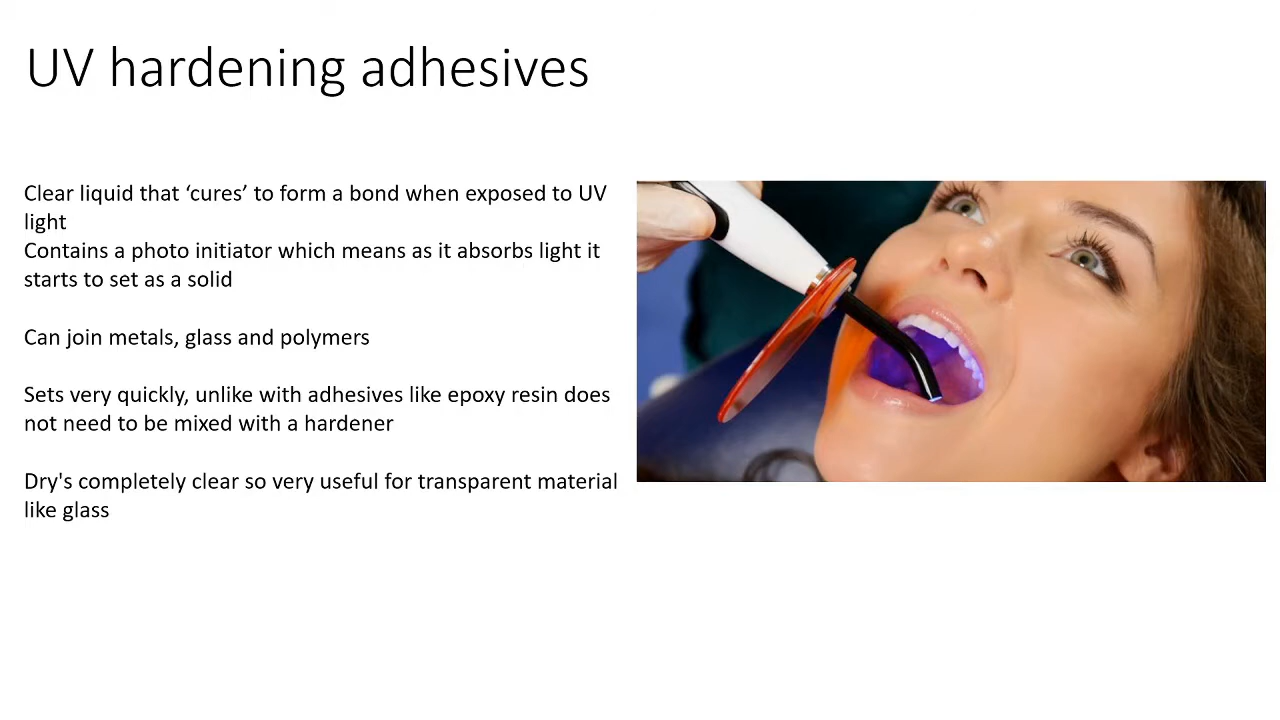 UV hardening adhesives
Clear liquid that ‘cures’ to form a bond when exposed to UV
light
Contains a photo initiator which means as it absorbs light it
starts to set as a solid
Can join metals, glass and polymers
Sets very quickly, unlike with adhesives like epoxy resin does
not need to be mixed with a hardener
Dry's completely clear so very useful for transparent material
like glass